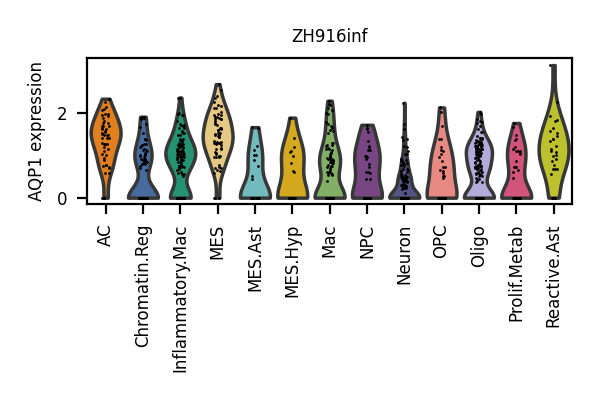 ZH916inf
AQP1 expression
2
0
AC
Chromatin.Reg
Inflammatory.Mac
MES
MES.Ast
MES.Hyp
Mac
NPC
Neuron
OPC
Oligo
Prolif.Metab
Reactive.Ast